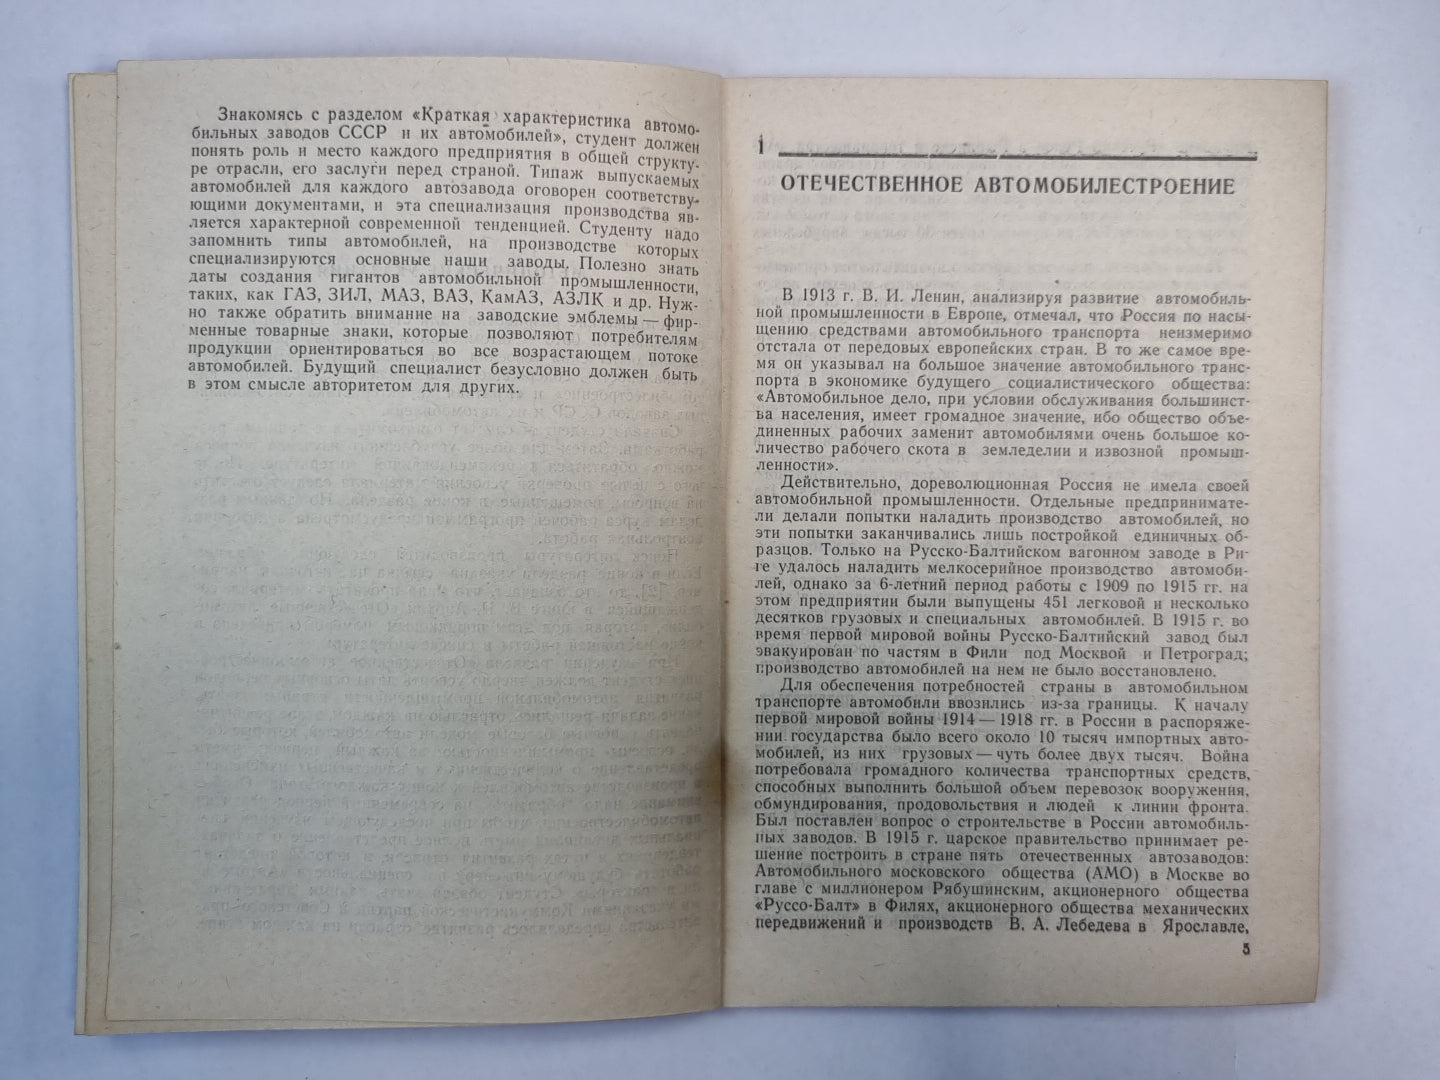 Знакомясь с разделом «Краткая характеристика автомо-
бильных заводов СССР и их автомобилей», студент должен
понять роль и место каждого предприятия в общей структу-
ре отрасли, его заслуги перед страной. Типаж выпускаемых
автомобилей для каждого автозавода оговорен соответству-
ющими документами, и эта специализация производства яв-
ляется характерной современной тенденцией. Студенту надо
запомнить типы автомобилей, на производстве которых
специализируются основные наши заводы. Полезно знать
даты создания гигантов автомобильной промышленности,
таких, как ГАЗ, ЗИЛ, МАЗ, ВАЗ, КамАЗ, АЗЛК и др. Нуж-
но также обратить внимание на заводские эмблемы — фир-
менные товарные знаки, которые позволяют потребителям
продукции ориентироваться во все возрастающем потоке
автомобилей. Будущий специалист безусловно должен быть
в этом смысле авторитетом для других.
1
ОТЕЧЕСТВЕННОЕ АВТОМОБИЛЕСТРОЕНИЕ
В 1913 г. В. И. Ленин, анализируя развитие автомобиль-
ной промышленности в Европе, отмечал, что Россия по насы-
щению средствами автомобильного транспорта неизмеримо
отстала от передовых европейских стран. В то же самое вре-
мя он указывал на большое значение автомобильного транс-
порта в экономике будущего социалистического общества:
«Автомобильное дело, при условии обслуживания большинст-
ва населения, имеет громадное значение, ибо общество объе-
диненных рабочих заменит автомобилями очень большое ко-
личество рабочего скота в земледелии и извозной промыш-
ленности».
Действительно, дореволюционная Россия не имела своей
автомобильной промышленности. Отдельные предпринимате-
ли делали попытки наладить производство автомобилей, но
эти попытки заканчивались лишь постройкой единичных об-
разцов. Только на Русско-Балтийском вагонном заводе в Ри-
ге удалось наладить мелкосерийное производство автомоби-
лей, однако за 6-летний период работы с 1909 по 1915 гг. на
этом предприятии были выпущены 451 легковой и несколько
десятков грузовых и специальных автомобилей. В 1915 г. во
время первой мировой войны Русско-Балтийский завод был
эвакуирован по частям в Фили под Москвой и Петроград;
производство автомобилей на нем не было восстановлено.
Для обеспечения потребностей страны в автомобильном
транспорте автомобили ввозились из-за границы. К началу
первой мировой войны 1914 — 1918 гг. в России в распоряже-
нии государства было всего около 10 тысяч импортных авто-
мобилей, из них грузовых — чуть более двух тысяч. Война
потребовала громадного количества транспортных средств,
способных выполнить большой объем перевозок вооружения,
обмундирования, продовольствия и людей к линии фронта.
Был поставлен вопрос о строительстве в России автомобиль-
ных заводов. В 1915 г. царское правительство принимает ре-
шение построить в стране пять отечественных автозаводов:
Автомобильного московского общества (АМО) в Москве во
главе с миллионером Рябушинским, акционерного общества
«Руссо-Балт» в Филях, акционерного общества механических
передвижений и производств В. А. Лебедева в Ярославле,
5